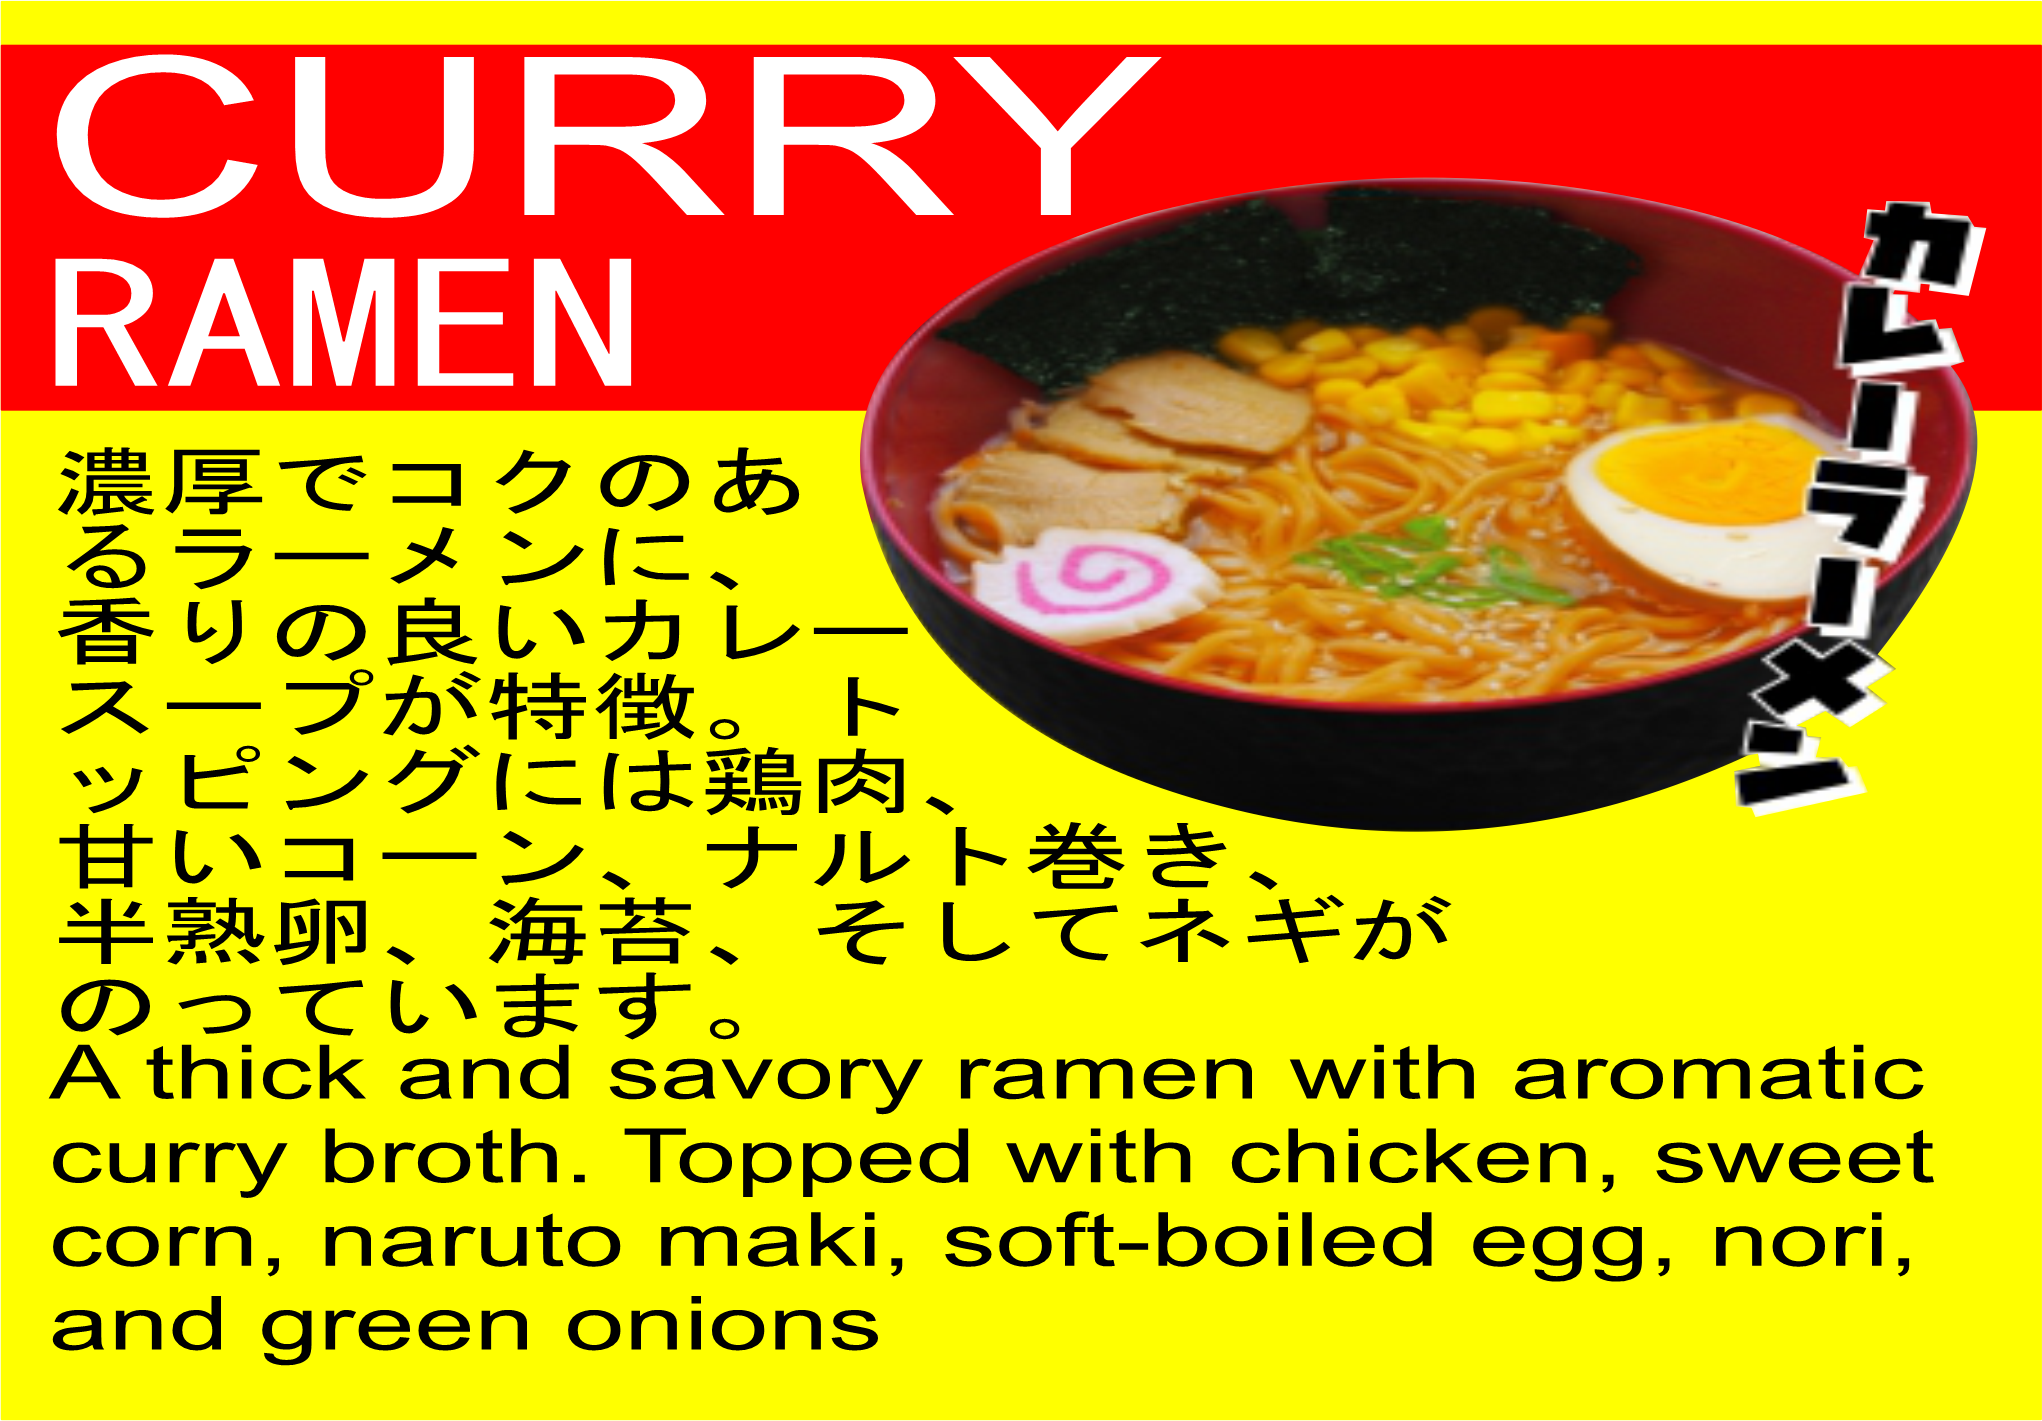 CURRY
RAMEN
カレーラーメン
濃厚でコクのあ
るラーメンに、
香りの良いカレー
スープが特徴。ト
ッピングには鶏肉、
甘いコーン、ナルト巻き、
半熟卵、海苔、そしてネギが
のっています。
A thick and savory ramen with aromatic
curry broth. Topped with chicken, sweet
corn, naruto maki, soft-boiled egg, nori,
and green onions